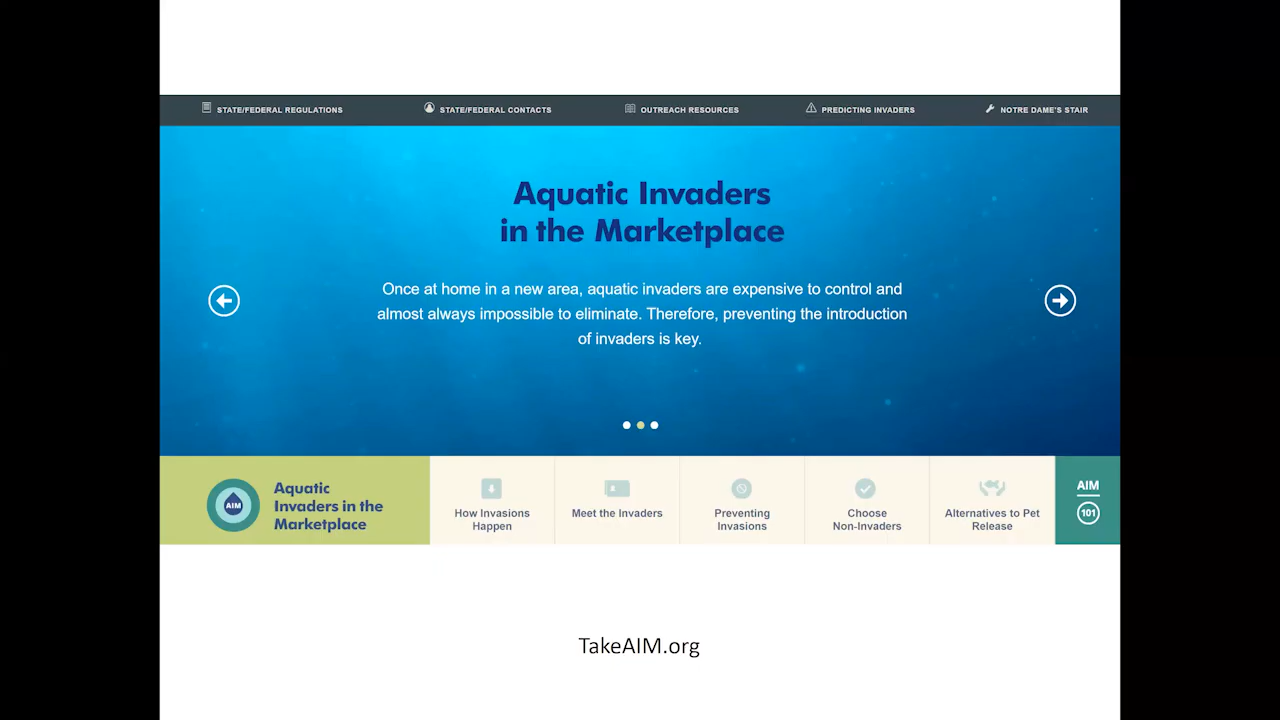 STATE/FEDERAL REGULATIONS
STATE/FEDERAL CONTACTS
OUTREACH RESOURCES
PREDICTING INVADERS
NOTRE DAME'S STAIR
Aquatic Invaders
in the Marketplace
Once at home in a new area, aquatic invaders are expensive to control and
almost always impossible to eliminate. Therefore, preventing the introduction
of invaders is key.
AIM
Aquatic
Invaders in the
Marketplace
How Invasions
Happen
Meet the Invaders
Preventing
Invasions
Choose
Non-Invaders
Alternatives to Pet
Release
AIM
101
TakeAIM.org